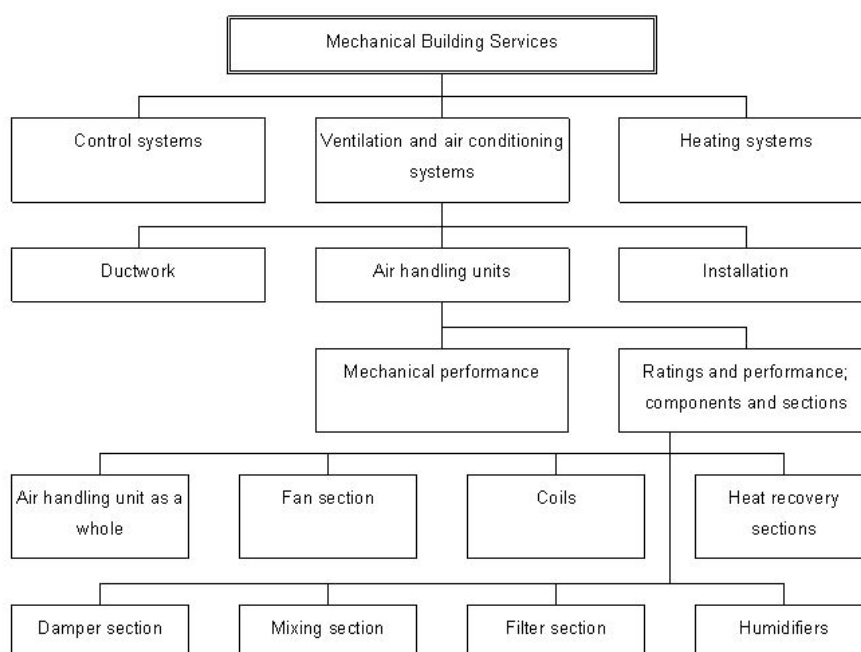 Mechanical Building Services
Control systems
Ventilation and air conditioning
systems
Heating systems
Ductwork
Air handling units
Installation
Mechanical performance
Ratings and performance;
components and sections
Air handling unit as a
whole
Fan section
Coils
Heat recovery
sections
Damper section
Mixing section
Filter section
Humidifiers